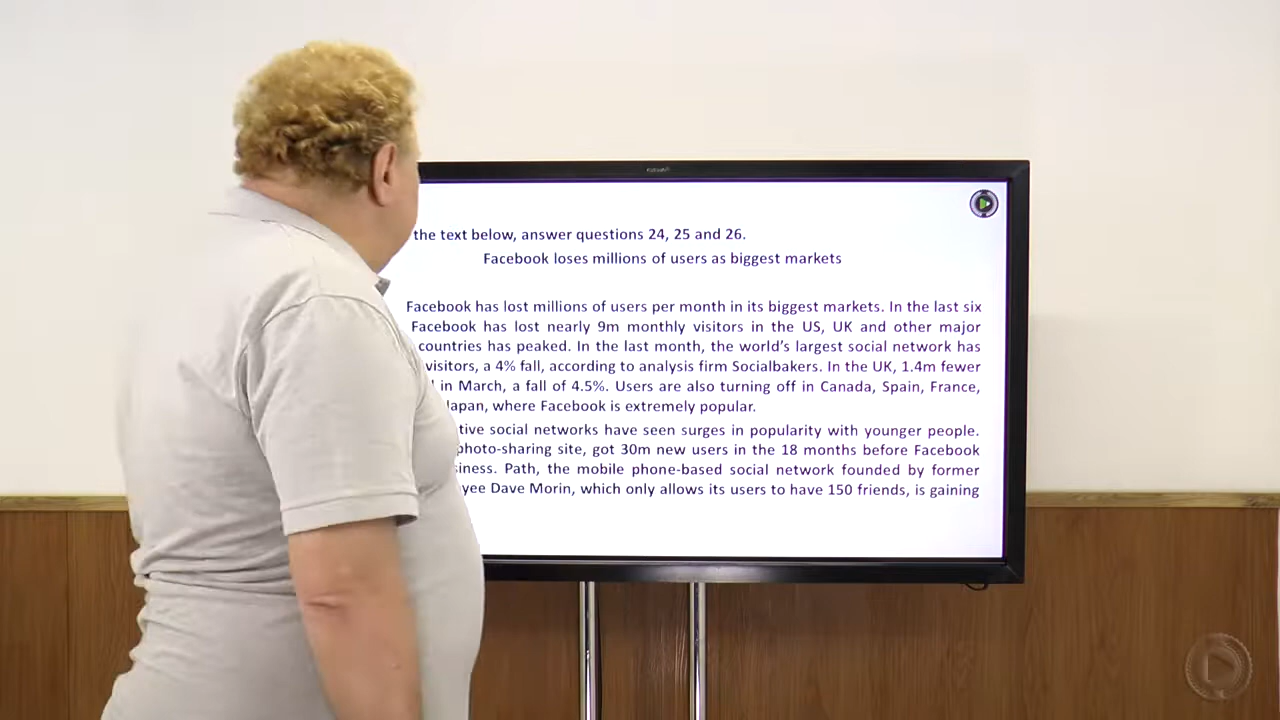 the text below, answer questions 24, 25 and 26.
Facebook loses millions of users as biggest markets
Facebook has lost millions of users per month in its biggest markets. In the last six
Facebook has lost nearly 9m monthly visitors in the US, UK and other major
countries has peaked. In the last month, the world's largest social network has
visitors, a 4% fall, according to analysis firm Socialbakers. In the UK, 1.4m fewer
in March, a fall of 4.5%. Users are also turning off in Canada, Spain, France,
Japan, where Facebook is extremely popular.
tive social networks have seen surges in popularity with younger people.
photo-sharing site, got 30m new users in the 18 months before Facebook
siness. Path, the mobile phone-based social network founded by former
yee Dave Morin, which only allows its users to have 150 friends, is gaining